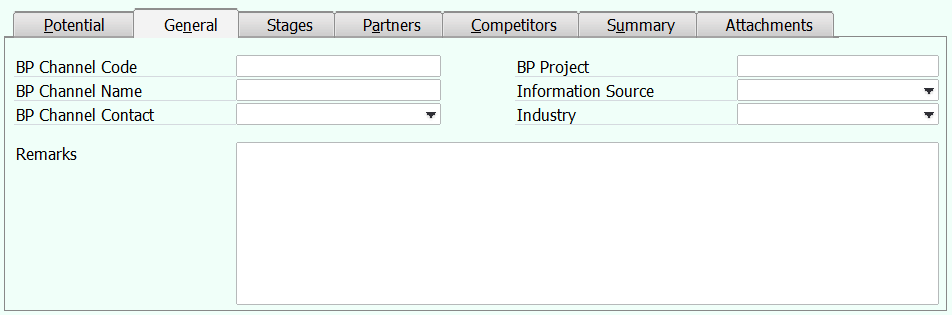 Potential General Stages Partners Competitors Summary Attachments
BP Channel Code BP Project
BP Channel Name Information Source
BP Channel Contact Industry
Remarks